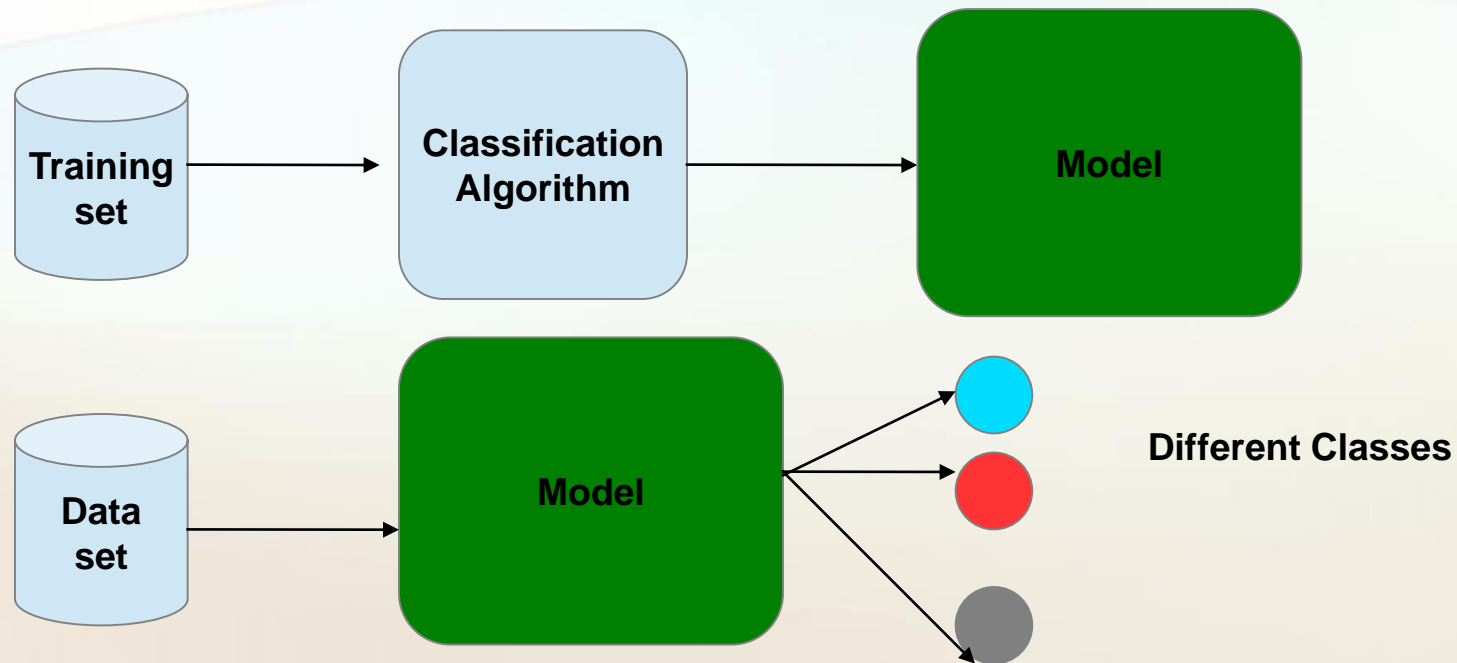 Training
set
Classification
Algorithm
Model
Data
set
Model
Different Classes